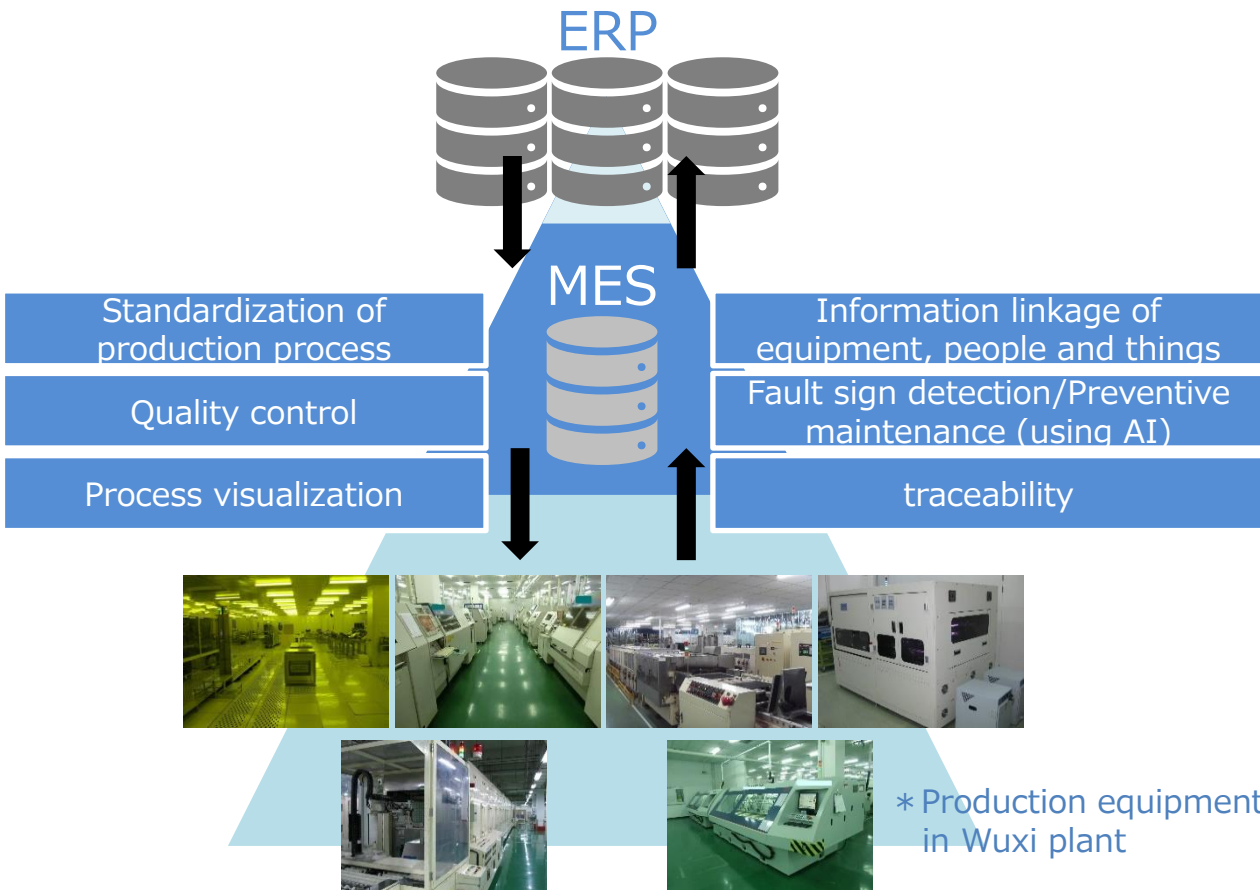 ERP
MES
Standardization of
production process
Quality control
Process visualization
Information linkage of
equipment, people and things
Fault sign detection/Preventive
maintenance (using AI)
traceability
＊Production equipment
in Wuxi plant